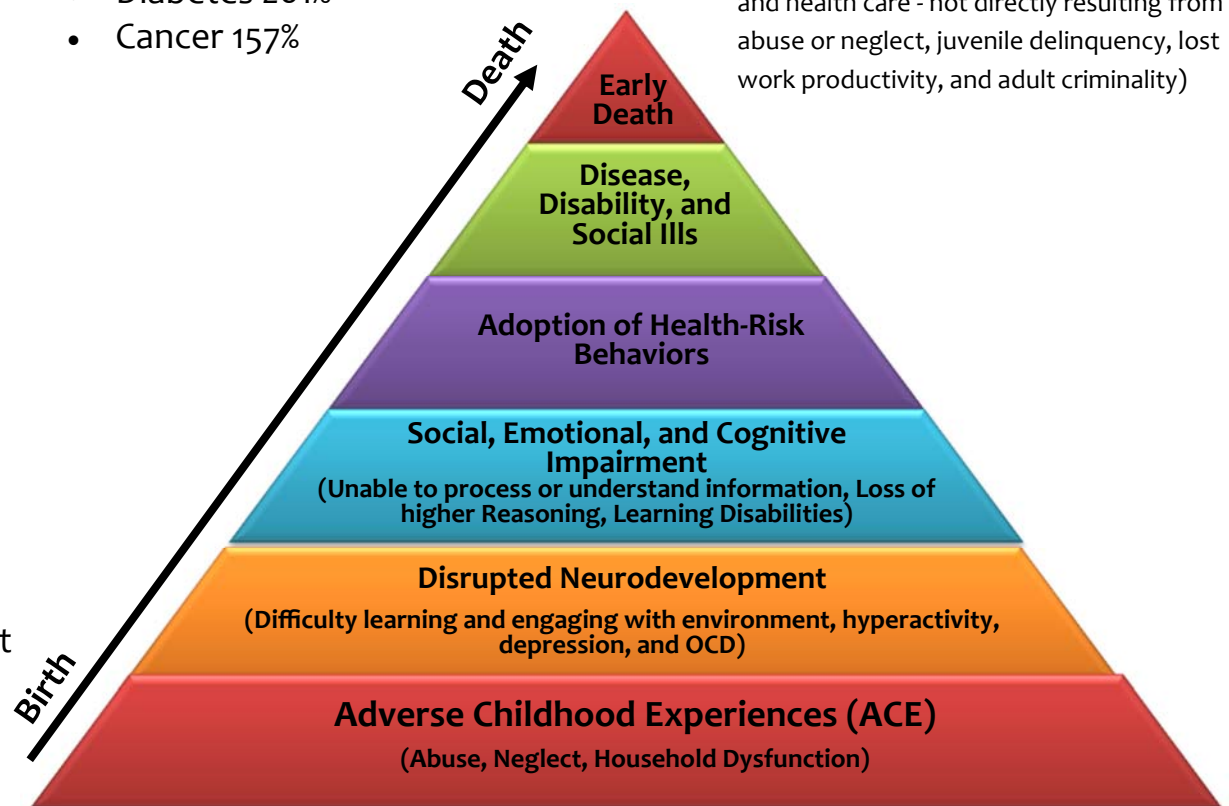 • Cancer 157%
and health care - not directly resulting from
abuse or neglect, juvenile delinquency, lost
work productivity, and adult criminality)
Death
Early
Death
Disease,
Disability, and
Social Ills
Adoption of Health-Risk
Behaviors
Social, Emotional, and Cognitive
Impairment
(Unable to process or understand information, Loss of
higher Reasoning, Learning Disabilities)
Disrupted Neurodevelopment
(Difficulty learning and engaging with environment, hyperactivity,
depression, and OCD)
Birth
Adverse Childhood Experiences (ACE)
(Abuse, Neglect, Household Dysfunction)